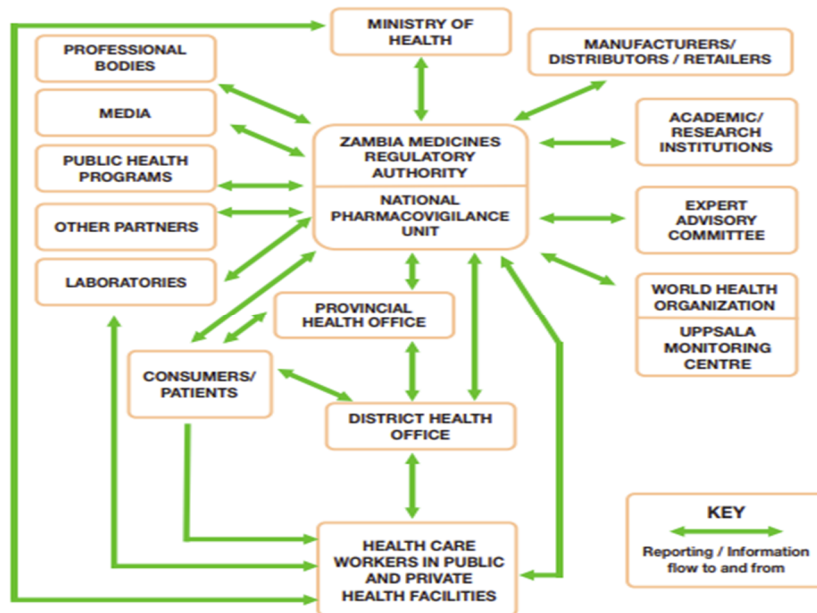 MINISTRY OF
HEALTH
PROFESSIONAL
BODIES
MANUFACTURERS/
DISTRIBUTORS / RETAILERS
MEDIA
ACADEMIC/
RESEARCH
INSTITUTIONS
ZAMBIA MEDICINES
REGULATORY
AUTHORITY
PUBLIC HEALTH
PROGRAMS
NATIONAL
PHARMACOVIGILANCE
UNIT
OTHER PARTNERS
EXPERT
ADVISORY
COMMITTEE
LABORATORIES
WORLD HEALTH
ORGANIZATION
UPPSALA
MONITORING
CENTRE
PROVINCIAL
HEALTH OFFICE
CONSUMERS/
PATIENTS
DISTRICT HEALTH
OFFICE
HEALTH CARE
WORKERS IN PUBLIC
AND PRIVATE
HEALTH FACILITIES
KEY
Reporting / Information
flow to and from